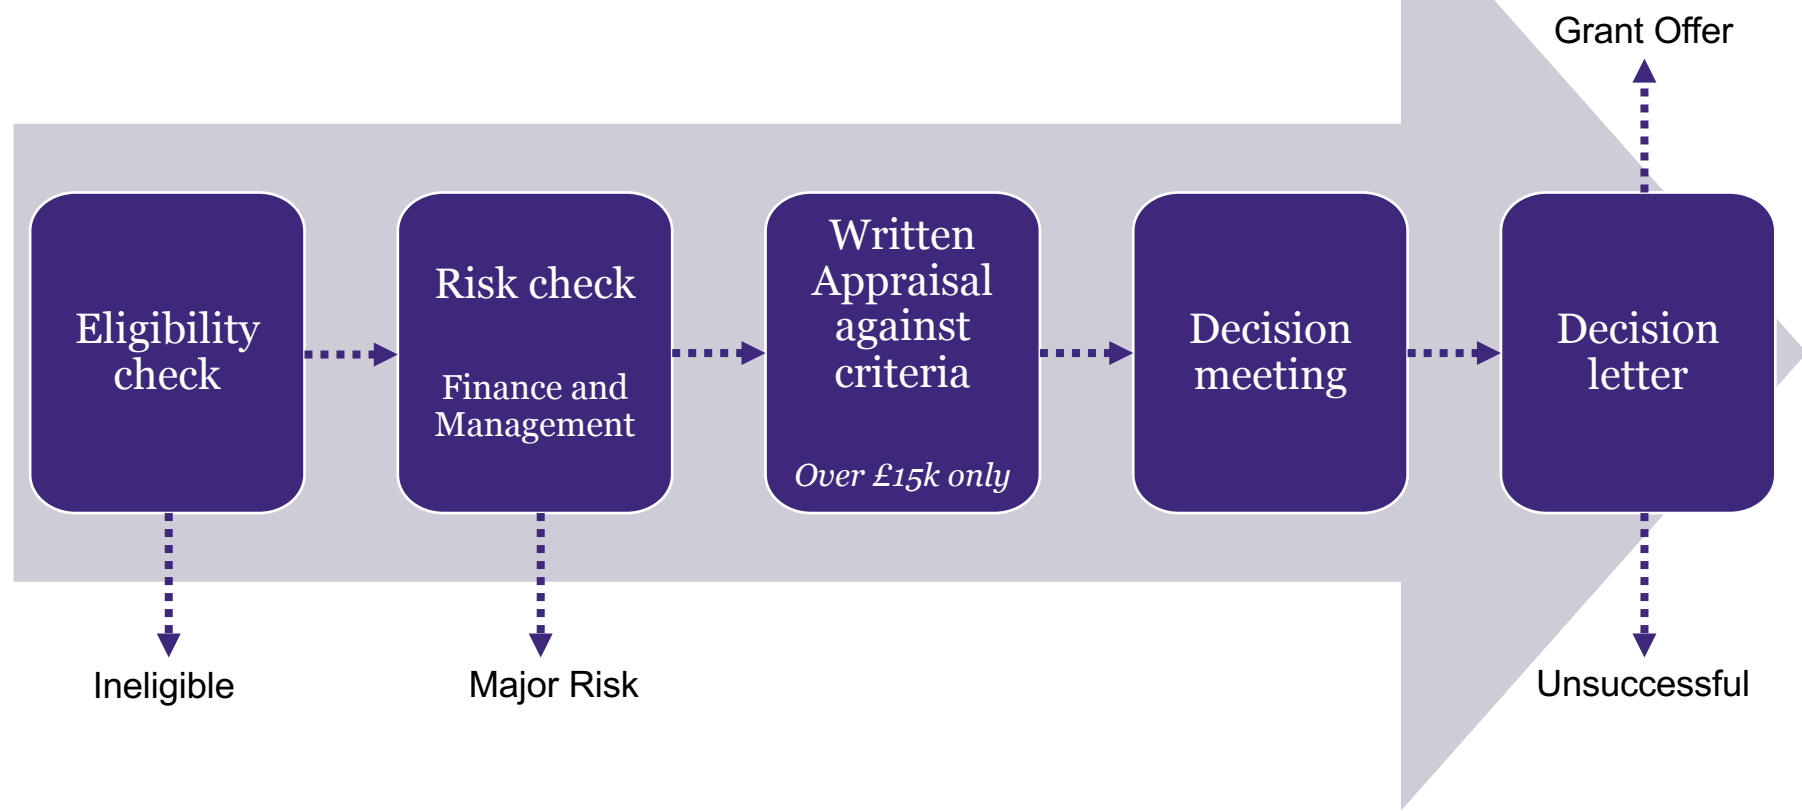 Grant Offer
Eligibility
check
Risk check
Finance and
Management
Written
Appraisal
against
criteria
Over £15k only
Decision
meeting
Decision
letter
Ineligible
Major Risk
Unsuccessful